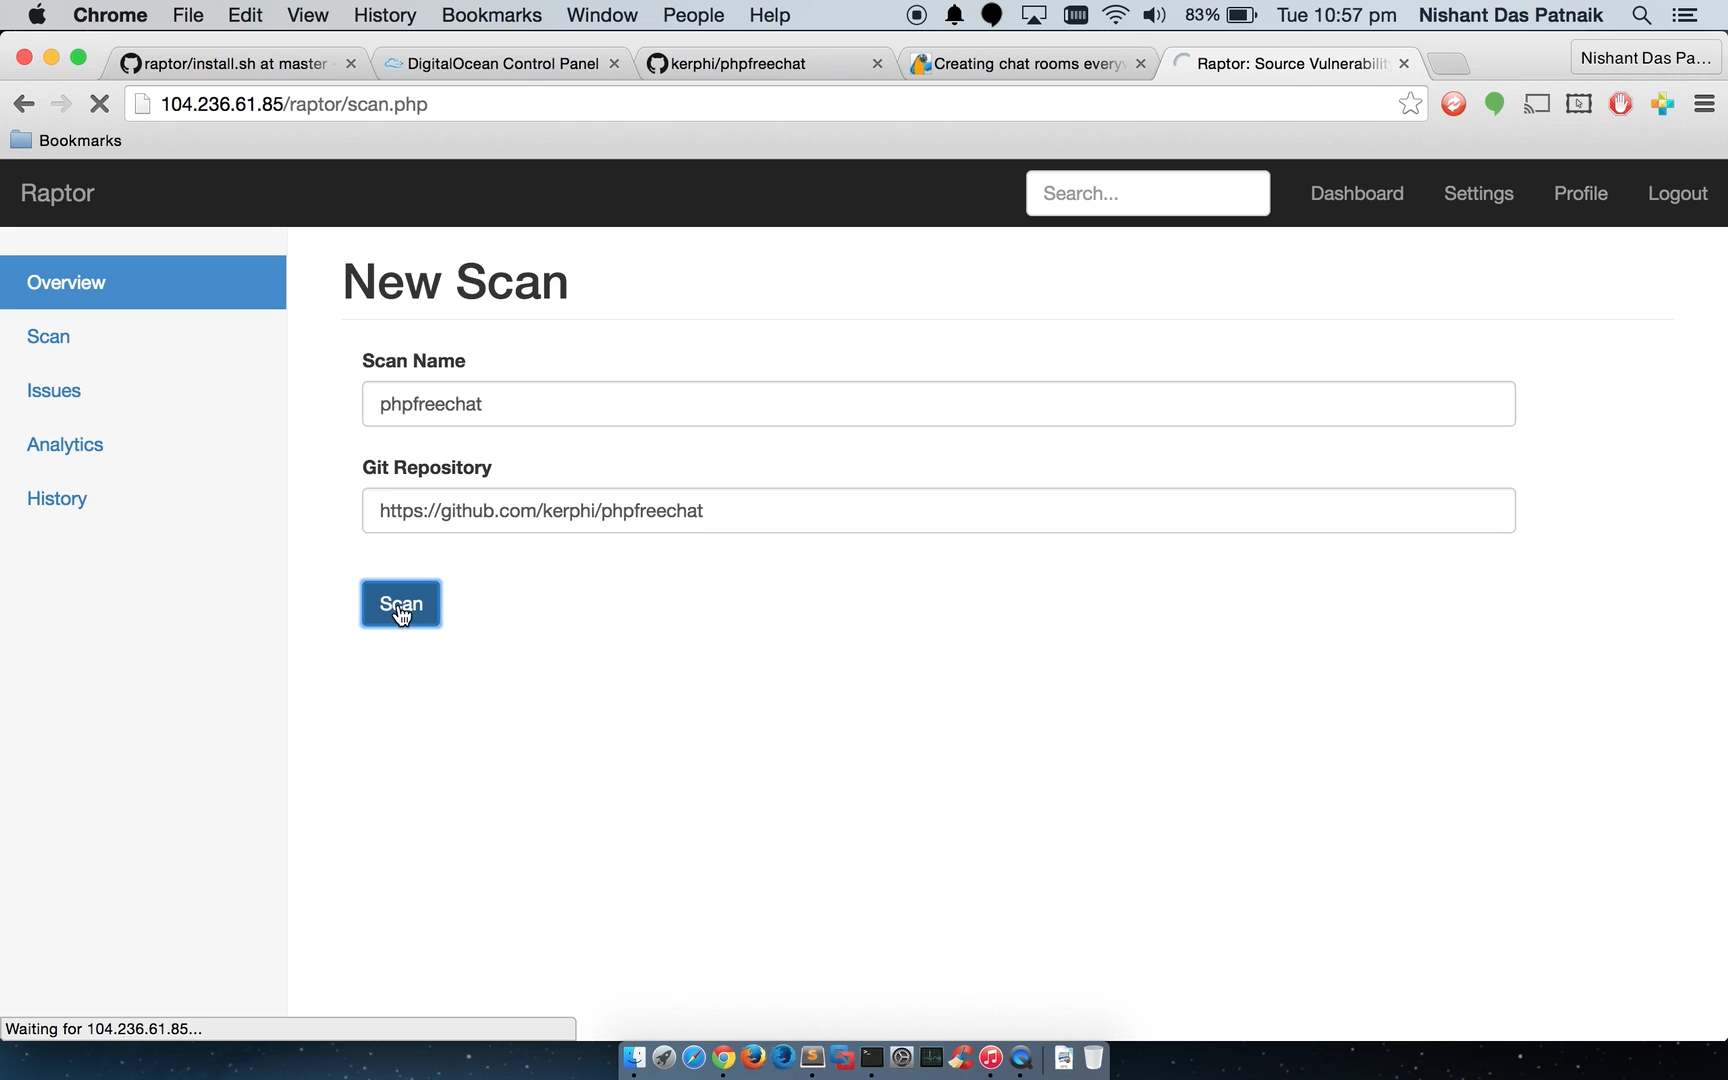 Chrome File Edit View History Bookmarks Window People Help 83% Tue 10:57 pm Nishant Das Patnaik
raptor/install.sh at master DigitalOcean Control Panel kerphi/phpfreechat Creating chat rooms every Raptor: Source Vulnerabilit Nishant Das Pa...
104.236.61.85/raptor/scan.php
Bookmarks
Raptor Search... Dashboard Settings Profile Logout
Overview
Scan
Issues
Analytics
History
New Scan
Scan Name
phpfreechat
Git Repository
https://github.com/kerphi/phpfreechat
Scan
Waiting for 104.236.61.85...